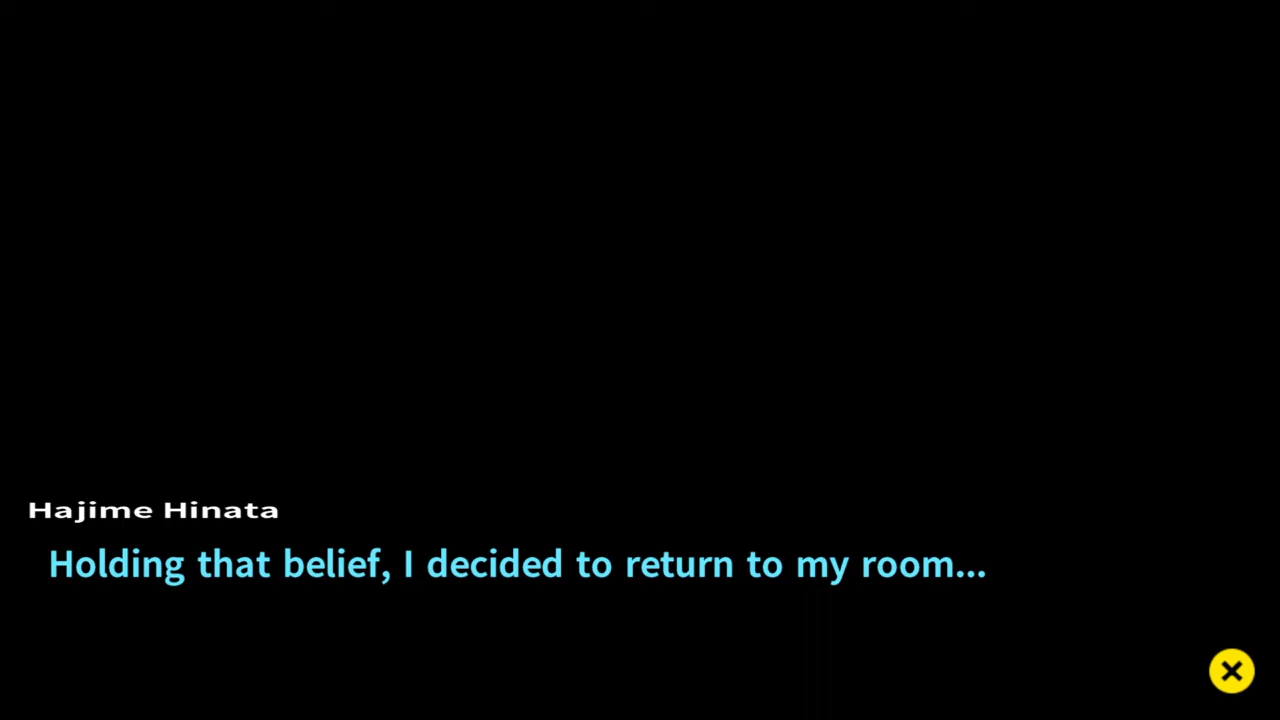 Hajime Hinata
Holding that belief, I decided to return to my room...